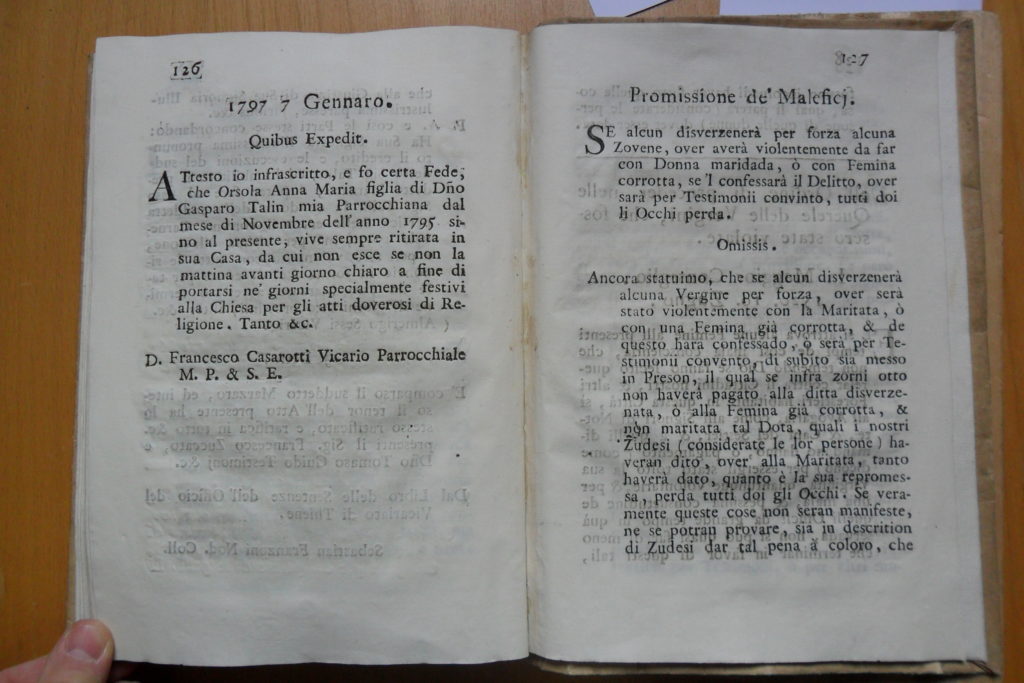 126
1797 7 Gennaro.
Quibus Expedit.
ATtesto io infrascritto, e fo certa Fede,
che Orsola Anna Maria figlia di Dño
Gasparo Talin mia Parrocchiana dal
mese di Novembre dell'anno 1795 si-
no al presente, vive sempre ritirata in
sua Casa, da cui non esce se non la
mattina avanti giorno chiaro a fine di
portarsi ne' giorni specialmente festivi
alla Chiesa per gli atti doverosi di Re-
ligione. Tanto &c.
D. Francesco Casarotti Vicario Parrocchiale
M. P. & S. E.
127
Promissione de' Maleficj.
SE alcun disverzenerà per forza alcuna
Zovene, over averà violentemente da far
con Donna maridada, ò con Femina
corrotta, se 'l confessarà il Delitto, over
sarà per Testimonii convinto, tutti doi
li Occhi perda.
Omissis.
Ancora statuimo, che se alcun disverzenerà
alcuna Vergine per forza, over serà
stato violentemente con la Maritata, ò
con una Femina già corrotta, & de
questo harà confessado, ò serà per Te-
stimonii convento, di subito sia messo
in Preson, il qual se infra zorni otto
non haverà pagato alla ditta disverze-
nata, ò alla Femina già corrotta, &
non maritata tal Dota, quali i nostri
Zudesi (considerate le lor persone) ha-
veran dito, over alla Maritata, tanto
haverà dato, quanto è la sua repromes-
sa, perda tutti doi gli Occhi. Se vera-
mente queste cose non seran manifeste,
ne se potran provare, sia in descrition
di Zudesi dar tal pena à coloro, che